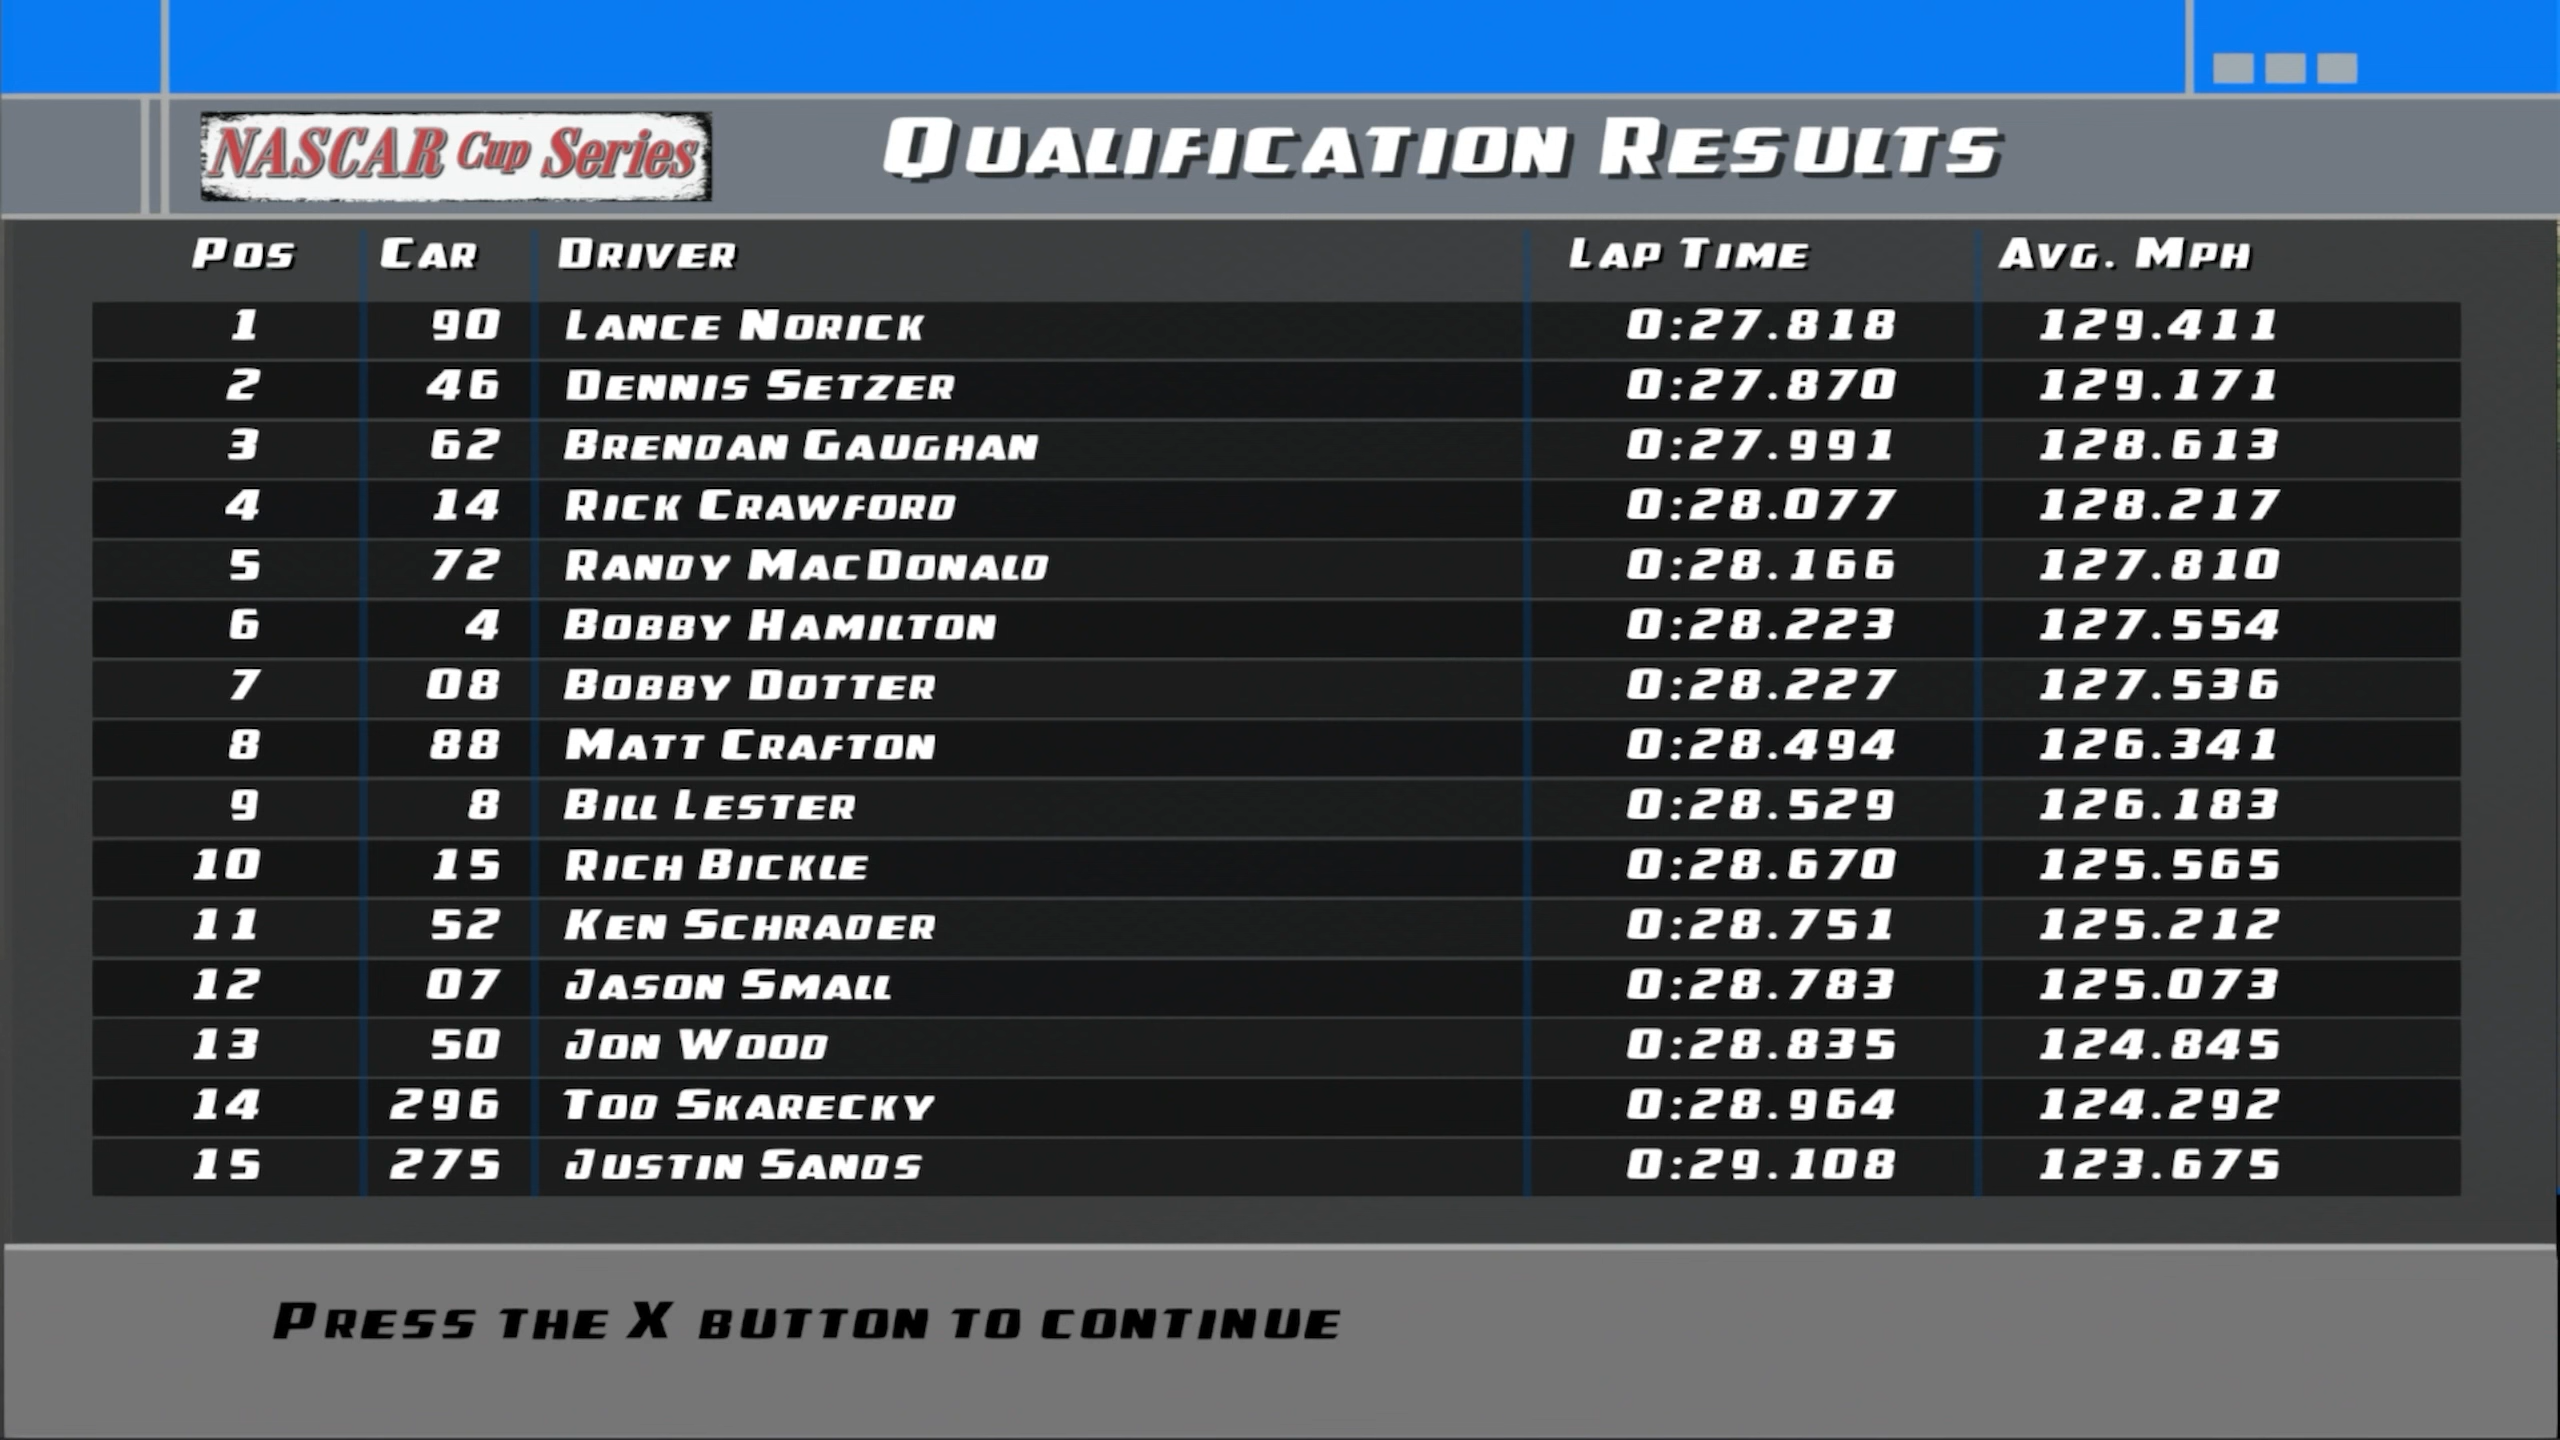 NASCAR Cup Series
Qualification Results
Pos Car Driver Lap Time Avg. Mph
1 90 Lance Norick 0:27.818 129.411
2 46 Dennis Setzer 0:27.870 129.171
3 62 Brendan Gaughan 0:27.991 128.613
4 14 Rick Crawford 0:28.077 128.217
5 72 Randy MacDonald 0:28.166 127.810
6 4 Bobby Hamilton 0:28.223 127.554
7 08 Bobby Dotter 0:28.227 127.536
8 88 Matt Crafton 0:28.494 126.341
9 8 Bill Lester 0:28.529 126.183
10 15 Rich Bickle 0:28.670 125.565
11 52 Ken Schrader 0:28.751 125.212
12 07 Jason Small 0:28.783 125.073
13 50 Jon Wood 0:28.835 124.845
14 296 Tod Skarecky 0:28.964 124.292
15 275 Justin Sands 0:29.108 123.675
Press the X button to continue